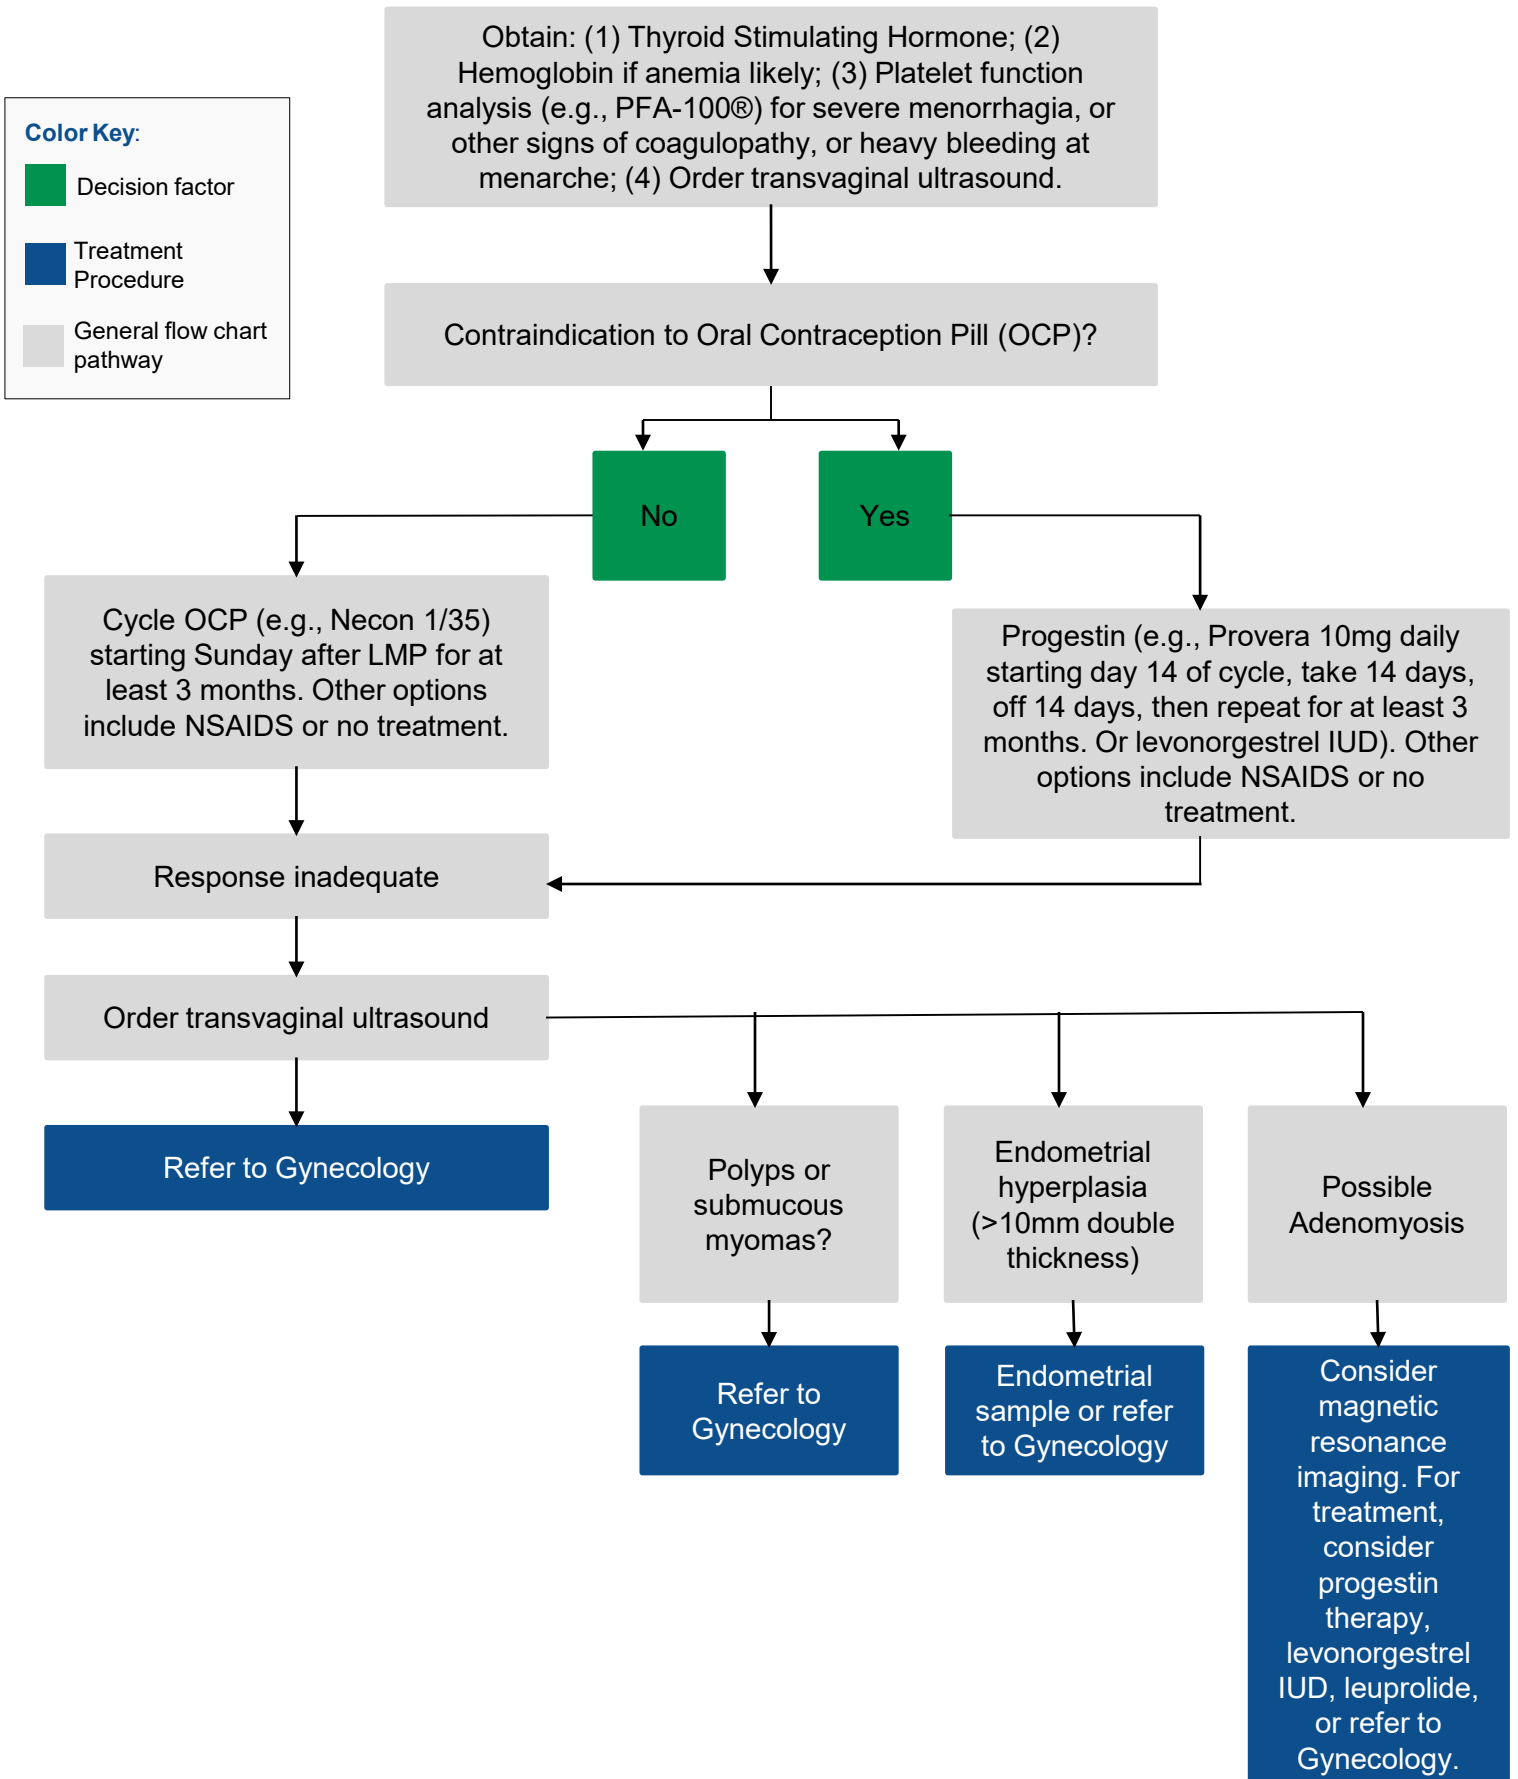 Obtain: (1) Thyroid Stimulating Hormone; (2)
Hemoglobin if anemia likely; (3) Platelet function
analysis (e.g., PFA-100®) for severe menorrhagia, or
other signs of coagulopathy, or heavy bleeding at
menarche; (4) Order transvaginal ultrasound.
Color Key:
Decision factor
Treatment
Procedure
General flow chart
pathway
Contraindication to Oral Contraception Pill (OCP)?
No
Yes
Cycle OCP (e.g., Necon 1/35)
starting Sunday after LMP for at
least 3 months. Other options
include NSAIDS or no treatment.
Progestin (e.g., Provera 10mg daily
starting day 14 of cycle, take 14 days,
off 14 days, then repeat for at least 3
months. Or levonorgestrel IUD). Other
options include NSAIDS or no
treatment.
Response inadequate
Order transvaginal ultrasound
Refer to Gynecology
Polyps or
submucous
myomas?
Endometrial
hyperplasia
(>10mm double
thickness)
Possible
Adenomyosis
Refer to
Gynecology
Endometrial
sample or refer
to Gynecology
Consider
magnetic
resonance
imaging. For
treatment,
consider
progestin
therapy,
levonorgestrel
IUD, leuprolide,
or refer to
Gynecology.